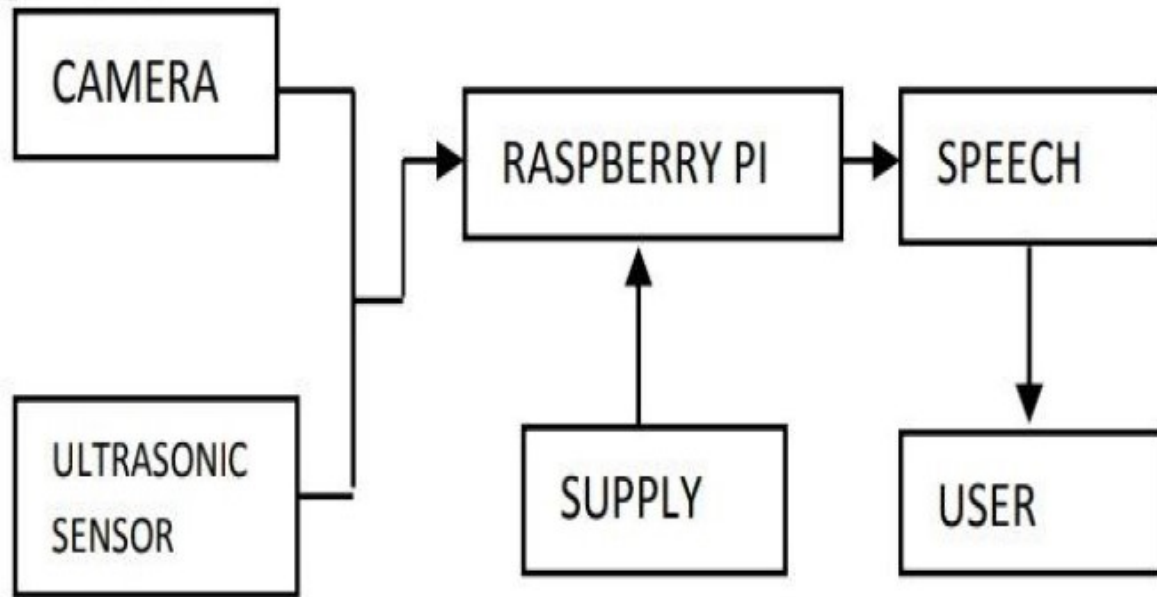 CAMERA
RASPBERRY PI
SPEECH
ULTRASONIC
SENSOR
SUPPLY
USER